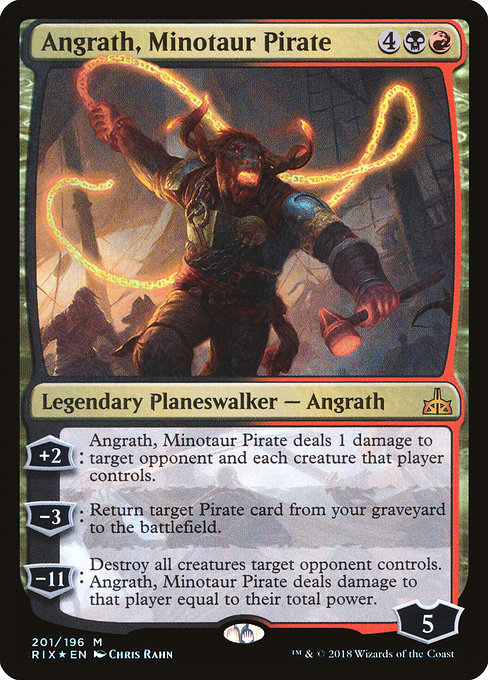 Angrath, Minotaur Pirate 4
Legendary Planeswalker — Angrath
+2: Angrath, Minotaur Pirate deals 1 damage to
target opponent and each creature that player
controls.
−3: Return target Pirate card from your graveyard
to the battlefield.
−11: Destroy all creatures target opponent controls.
Angrath, Minotaur Pirate deals damage to
that player equal to their total power.
5
201/196 M
RIX★EN Chris Rahn
™ & © 2018 Wizards of the Coast